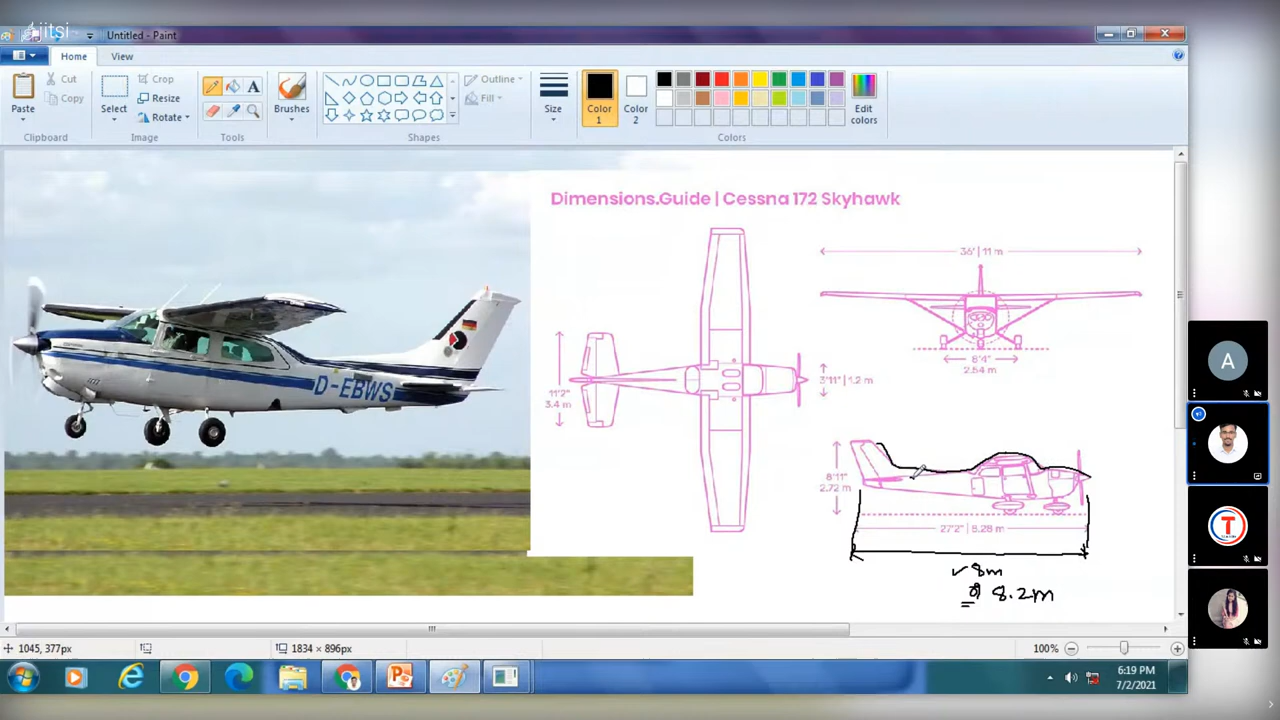 jitsi
Untitled - Paint
Home
View
Paste
Cut
Copy
Clipboard
Select
Crop
Resize
Rotate
Image
A
Tools
Brushes
Shapes
Outline
Fill
Size
Color
1
Color
2
Edit
colors
Colors
Dimensions.Guide | Cessna 172 Skyhawk
36' | 11 m
8'4"
2.54 m
11'2"
3.4 m
3'11" | 1.2 m
8'11"
2.72 m
27'2" | 8.28 m
8m
8.2m
D-EBWS
A
T
1045, 377px
1834 × 896px
100%
6:19 PM
7/2/2021